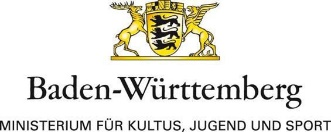 Baden-Württemberg
MINISTERIUM FÜR KULTUS, JUGEND UND SPORT